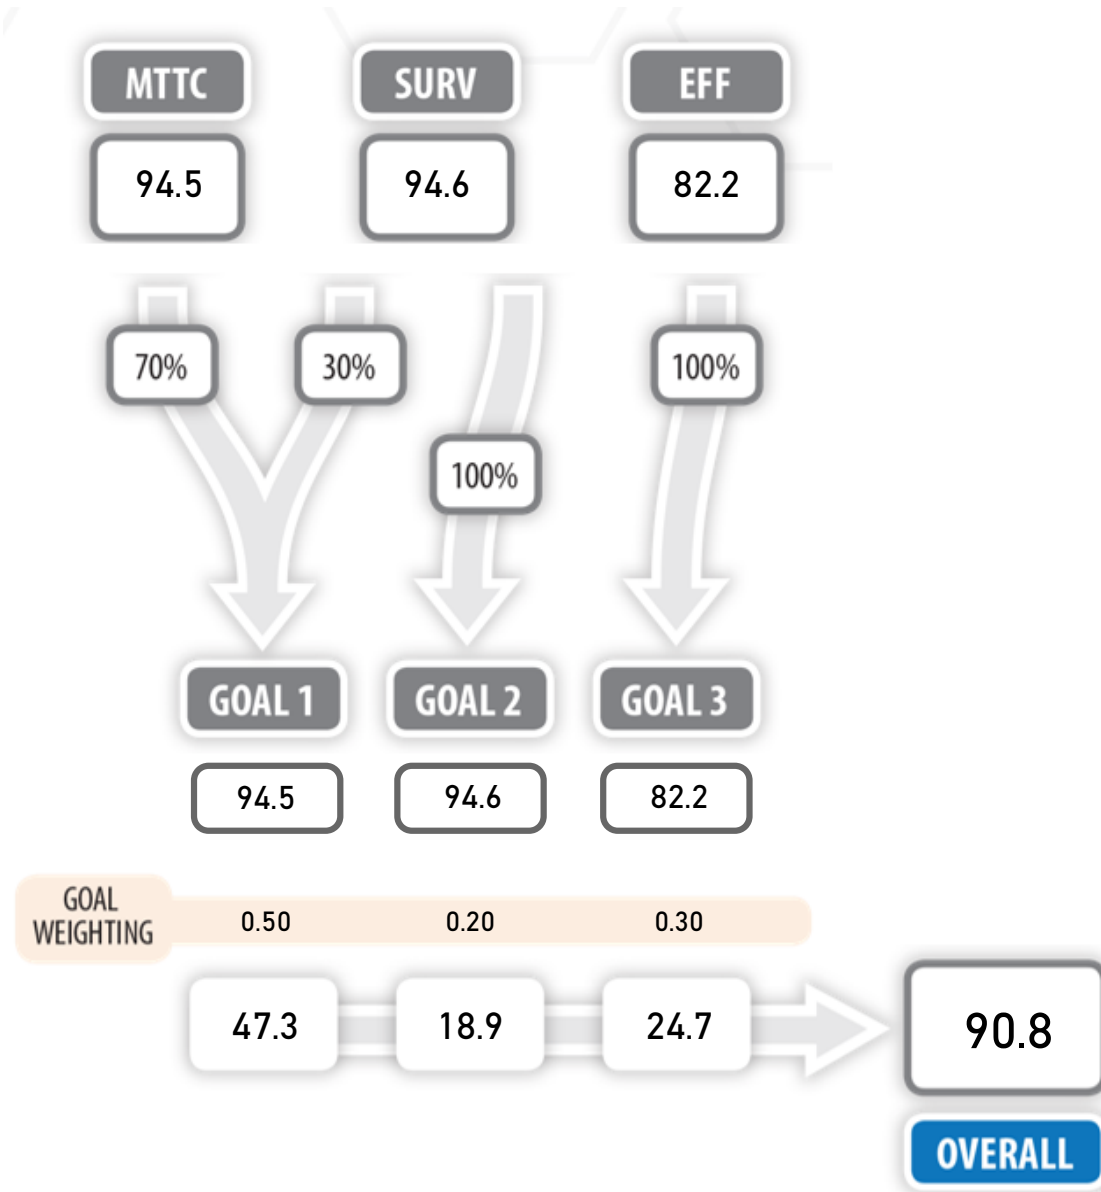 MTTC SURV EFF
94.5 94.6 82.2
70% 30% 100%
100%
GOAL 1 GOAL 2 GOAL 3
94.5 94.6 82.2
GOAL
WEIGHTING
0.50 0.20 0.30
47.3 18.9 24.7 90.8
OVERALL